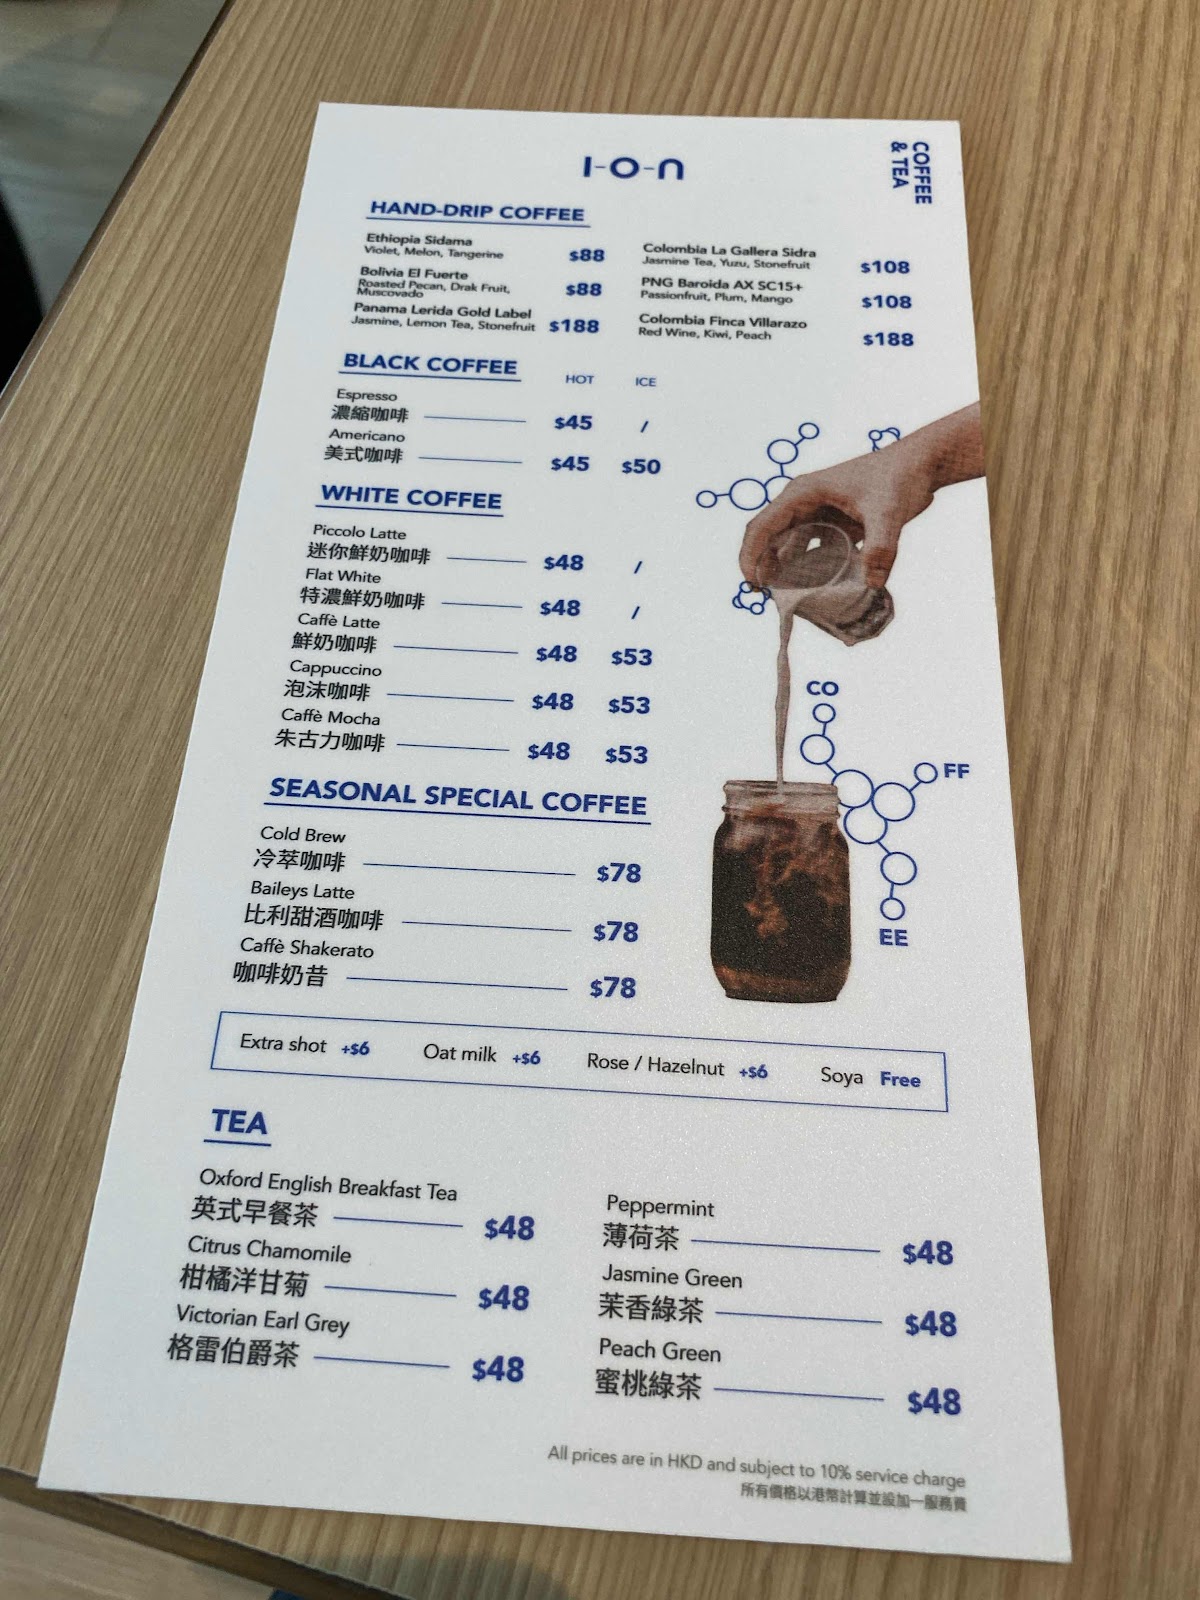 I-O-N
COFFEE
& TEA
HAND-DRIP COFFEE
Ethiopia Sidama
Violet, Melon, Tangerine $88
Bolivia El Fuerte
Roasted Pecan, Drak Fruit,
Muscovado $88
Panama Lerida Gold Label
Jasmine, Lemon Tea, Stonefruit $188
Colombia La Gallera Sidra
Jasmine Tea, Yuzu, Stonefruit $108
PNG Baroida AX SC15+
Passionfruit, Plum, Mango $108
Colombia Finca Villarazo
Red Wine, Kiwi, Peach $188
BLACK COFFEE HOT ICE
Espresso
濃縮咖啡 $45 /
Americano
美式咖啡 $45 $50
WHITE COFFEE
Piccolo Latte
迷你鮮奶咖啡 $48 /
Flat White
特濃鮮奶咖啡 $48 /
Caffè Latte
鮮奶咖啡 $48 $53
Cappuccino
泡沫咖啡 $48 $53
Caffè Mocha
朱古力咖啡 $48 $53
CO
FF
EE
SEASONAL SPECIAL COFFEE
Cold Brew
冷萃咖啡 $78
Baileys Latte
比利甜酒咖啡 $78
Caffè Shakerato
咖啡奶昔 $78
Extra shot +$6 Oat milk +$6 Rose / Hazelnut +$6 Soya Free
TEA
Oxford English Breakfast Tea
英式早餐茶 $48
Citrus Chamomile
柑橘洋甘菊 $48
Victorian Earl Grey
格雷伯爵茶 $48
Peppermint
薄荷茶 $48
Jasmine Green
茉香綠茶 $48
Peach Green
蜜桃綠茶 $48
All prices are in HKD and subject to 10% service charge
所有價格以港幣計算並設加一服務費